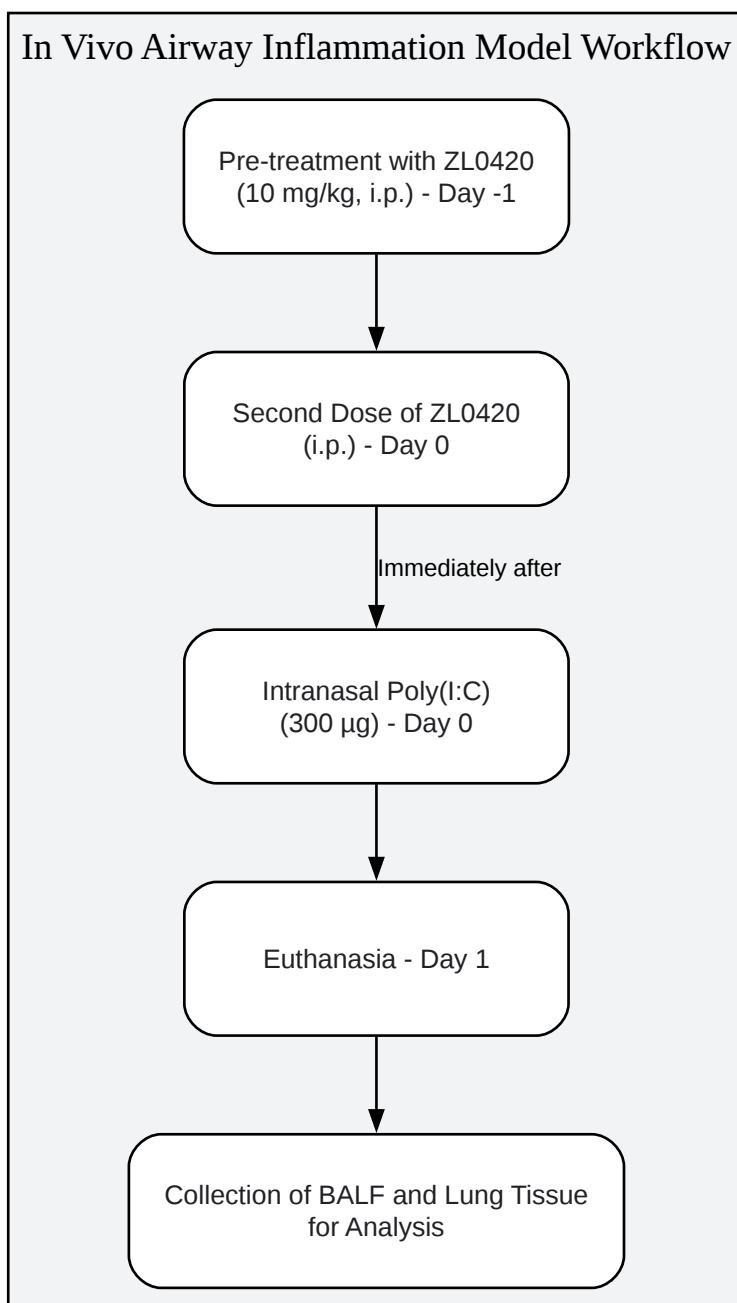 In Vivo Airway Inflammation Model Workflow
Pre-treatment with ZL0420
(10 mg/kg, i.p.) - Day -1
Second Dose of ZL0420
(i.p.) - Day 0
Immediately after
Intranasal Poly(I:C)
(300 µg) - Day 0
Euthanasia - Day 1
Collection of BALF and Lung Tissue
for Analysis